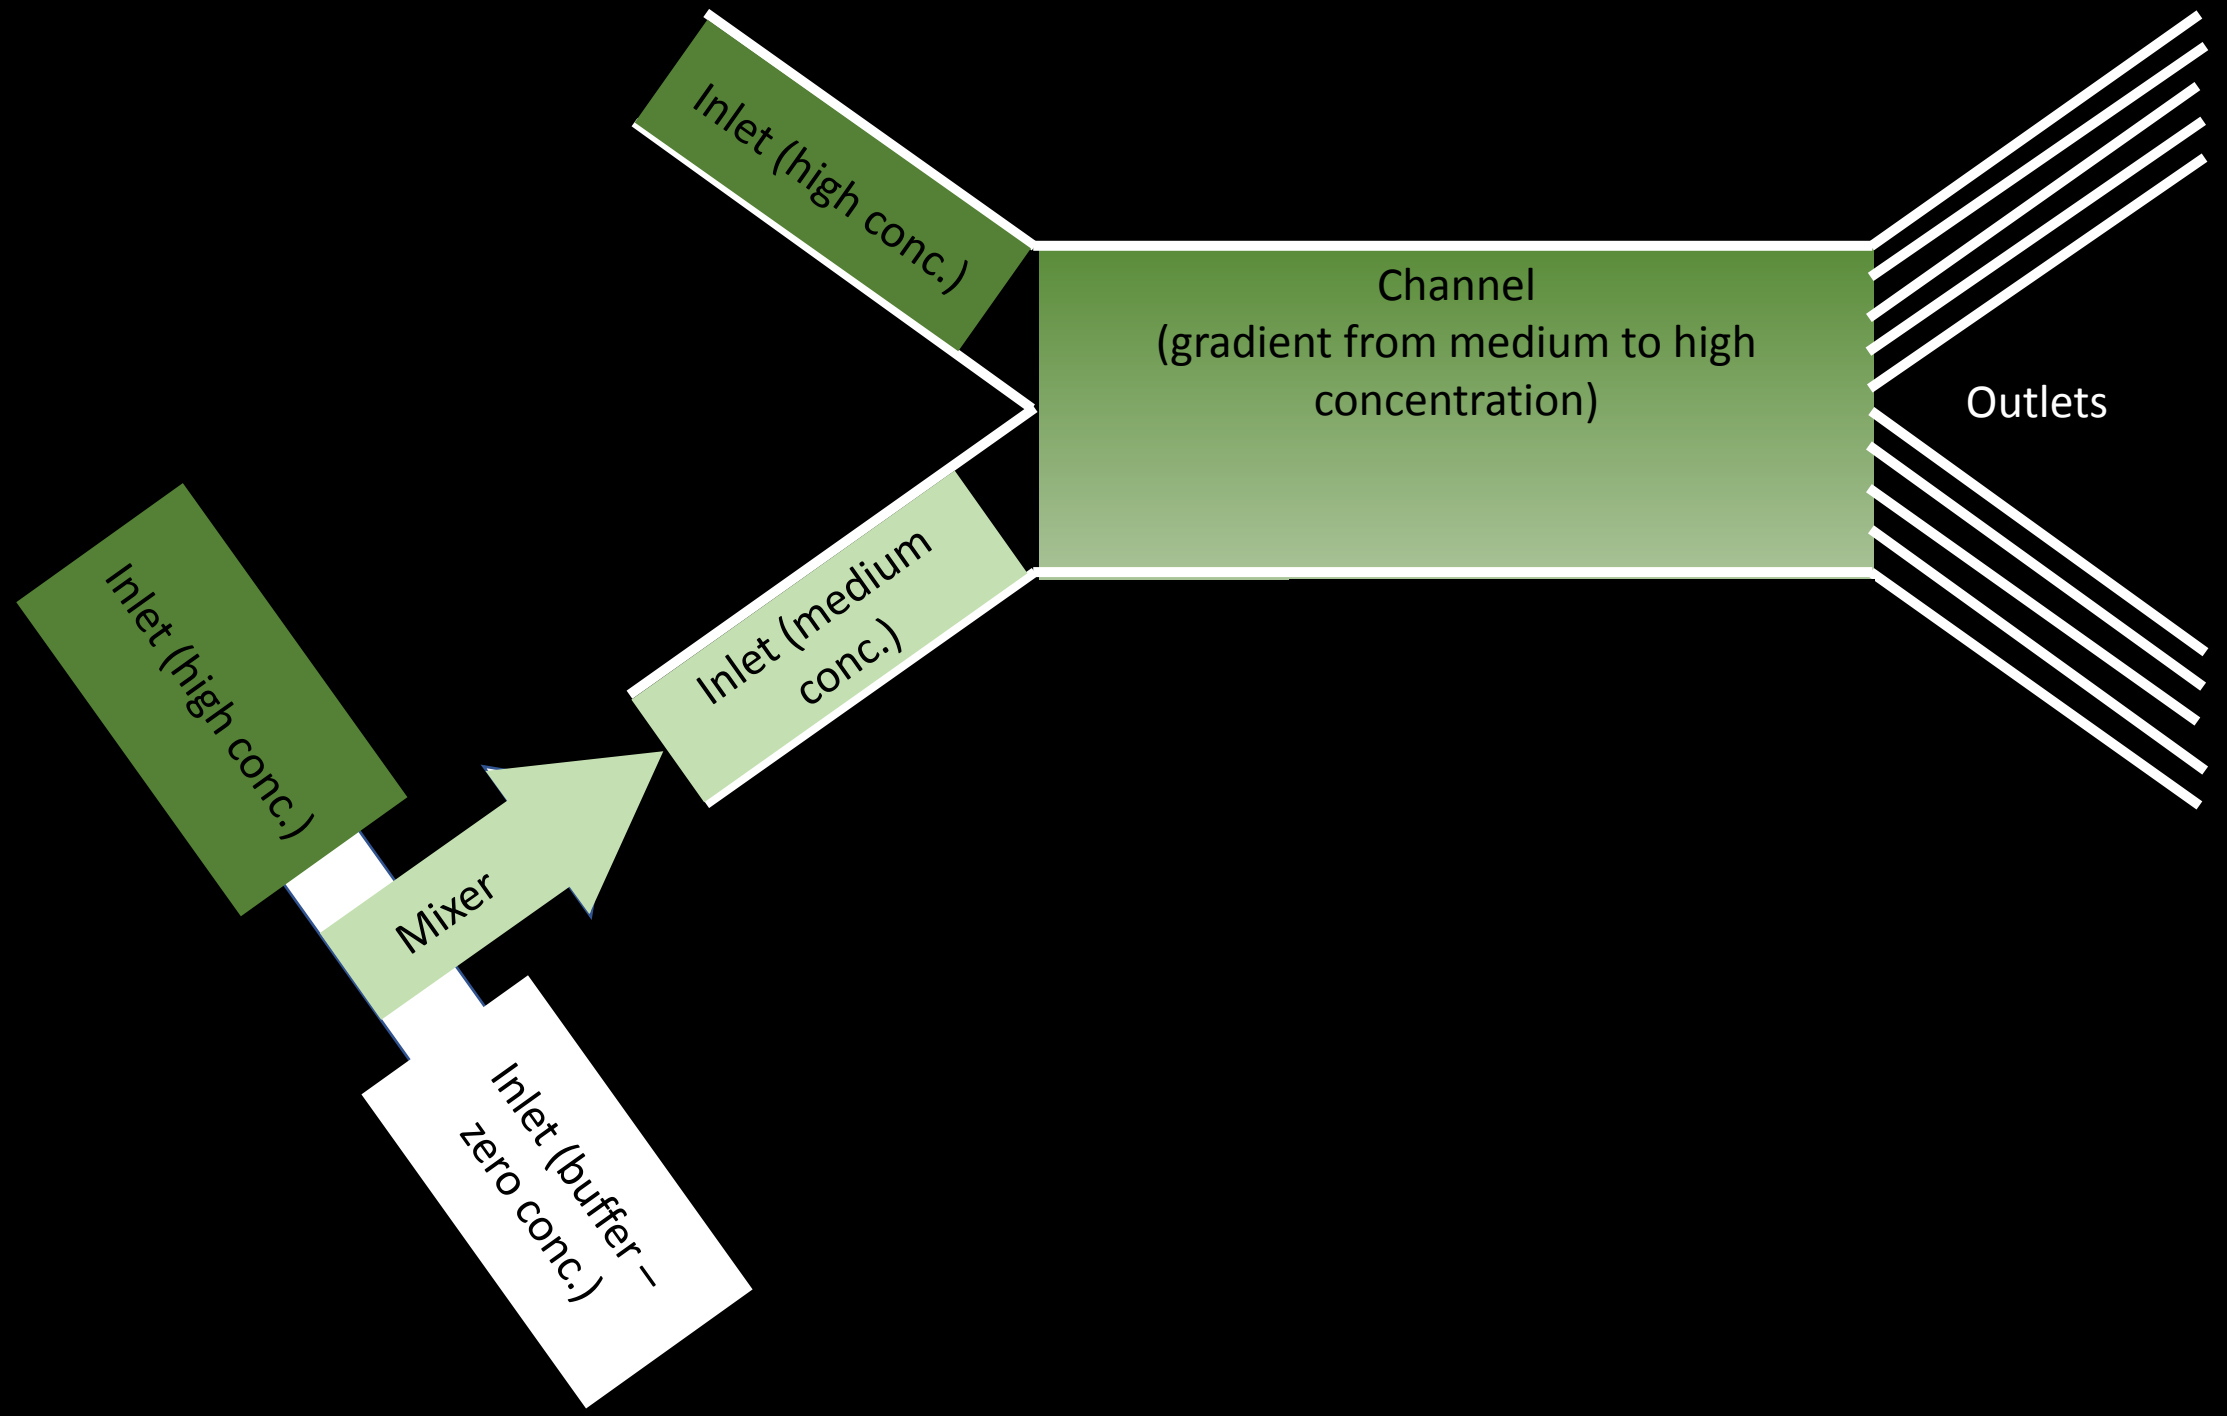 Inlet (high conc.)
Channel
(gradient from medium to high
concentration)
Outlets
Inlet (medium
conc.)
Inlet (high conc.)
Mixer
Inlet (buffer –
zero conc.)